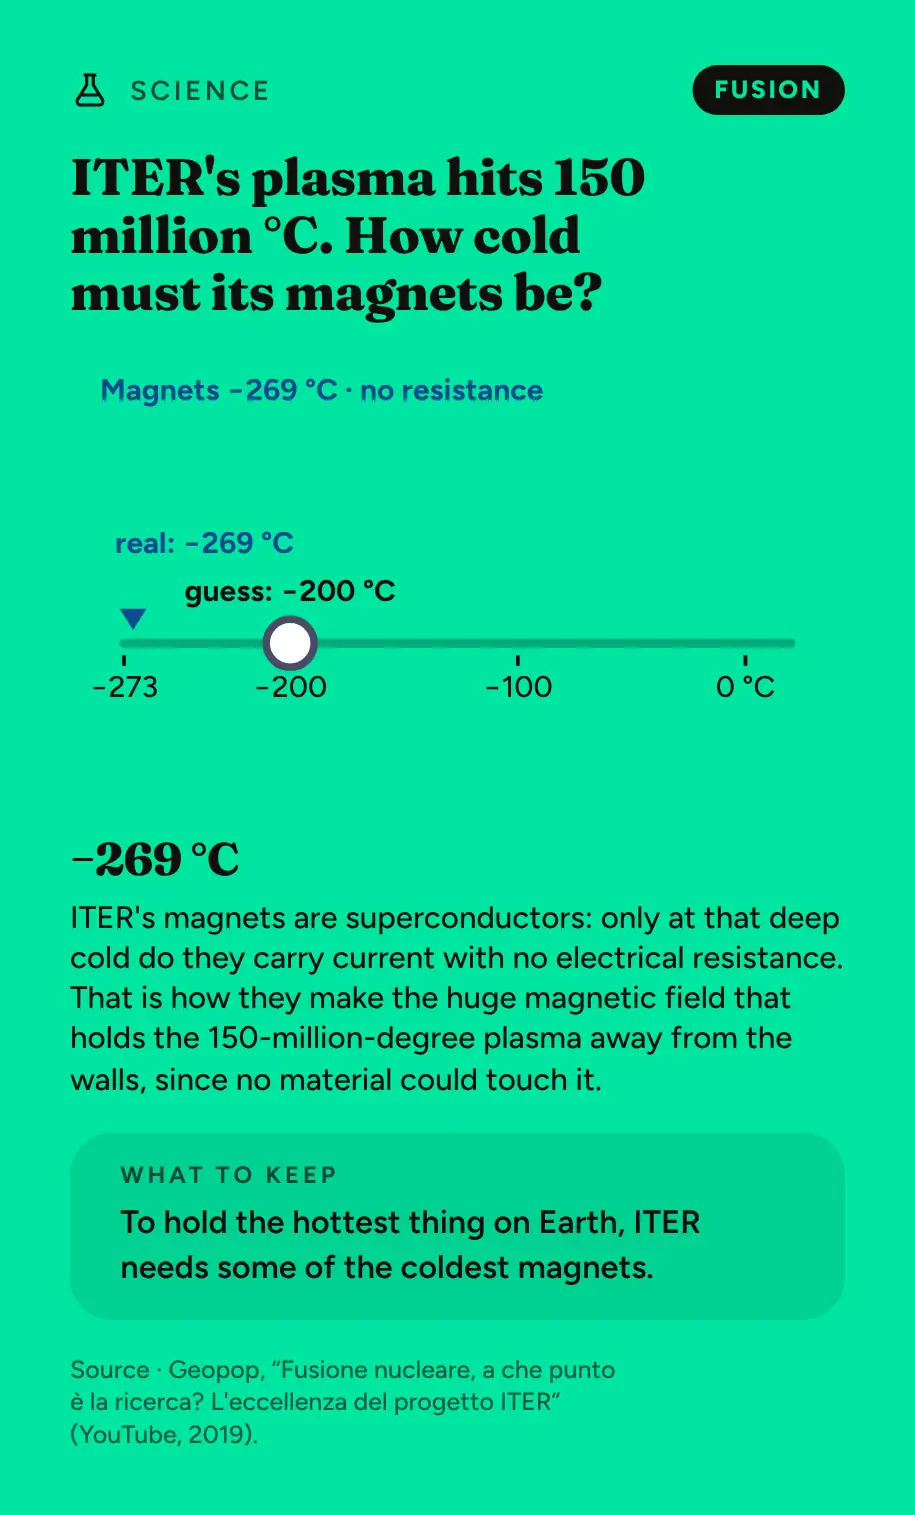 SCIENCE
FUSION
ITER's plasma hits 150
million °C. How cold
must its magnets be?
Magnets −269 °C · no resistance
real: −269 °C
guess: −200 °C
−273
−200
−100
0 °C
−269 °C
ITER's magnets are superconductors: only at that deep
cold do they carry current with no electrical resistance.
That is how they make the huge magnetic field that
holds the 150-million-degree plasma away from the
walls, since no material could touch it.
WHAT TO KEEP
To hold the hottest thing on Earth, ITER
needs some of the coldest magnets.
Source · Geopop, “Fusione nucleare, a che punto
è la ricerca? L'eccellenza del progetto ITER”
(YouTube, 2019).